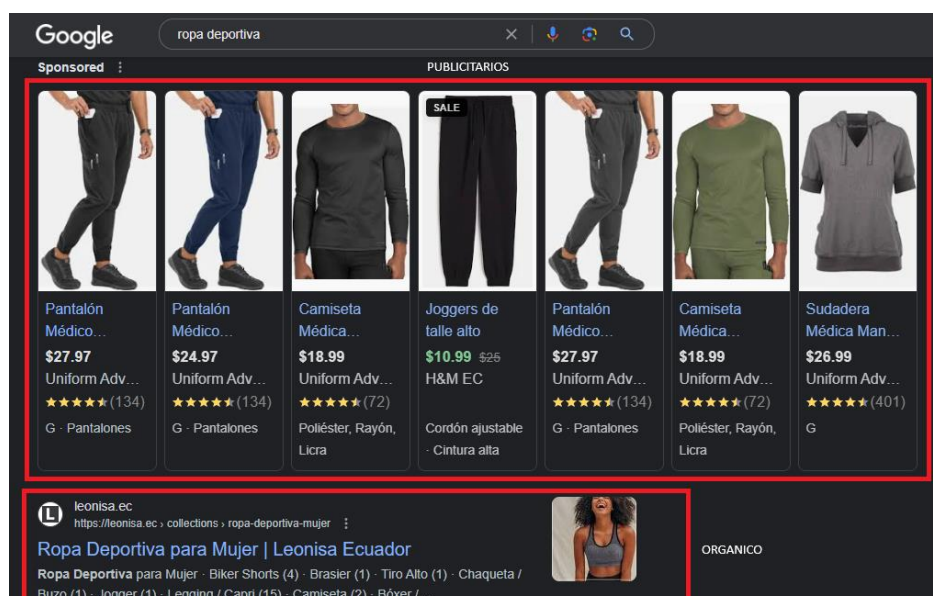 Google
ropa deportiva
Sponsored
PUBLICITARIOS
SALE
Pantalón
Médico...
$27.97
Uniform Adv...
(134)
G · Pantalones
Pantalón
Médico...
$24.97
Uniform Adv...
(134)
G · Pantalones
Camiseta
Médica...
$18.99
Uniform Adv...
(72)
Poliéster, Rayón,
Licra
Joggers de
talle alto
$10.99 $25
H&M EC
Cordón ajustable
· Cintura alta
Pantalón
Médico...
$27.97
Uniform Adv...
(134)
G · Pantalones
Camiseta
Médica...
$18.99
Uniform Adv...
(72)
Poliéster, Rayón,
Licra
Sudadera
Médica Man...
$26.99
Uniform Adv...
(401)
G
L
leonisa.ec
https://leonisa.ec › collections › ropa-deportiva-mujer
Ropa Deportiva para Mujer | Leonisa Ecuador
ORGANICO
Ropa Deportiva para Mujer · Biker Shorts (4) · Brasier (1) · Tiro Alto (1) · Chaqueta /
Buzo (1) · Jogger (1) · Legging / Capri (15) · Camiseta (2) · Bóxer /